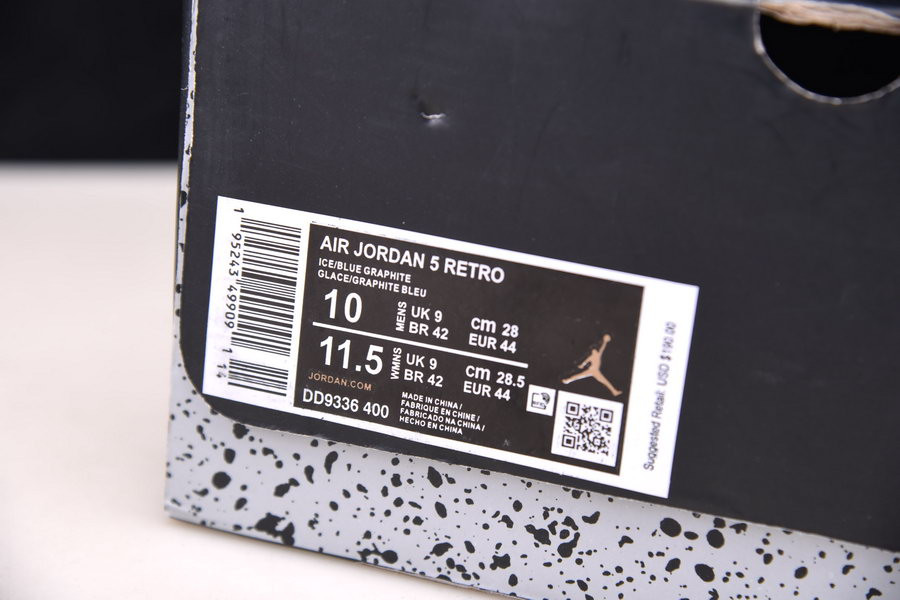 AIR JORDAN 5 RETRO
ICE/BLUE GRAPHITE
GLACE/GRAPHITE BLEU
10 MENS UK 9 cm 28
BR 42 EUR 44
11.5 WMNS UK 9 cm 28.5
BR 42 EUR 44
JORDAN.COM
DD9336 400
MADE IN CHINA/
FABRIQUE EN CHINE/
FABRICADO NA CHINA/
HECHO EN CHINA
1 95243 49909 1
11
Suggested Retail: USD $190.00